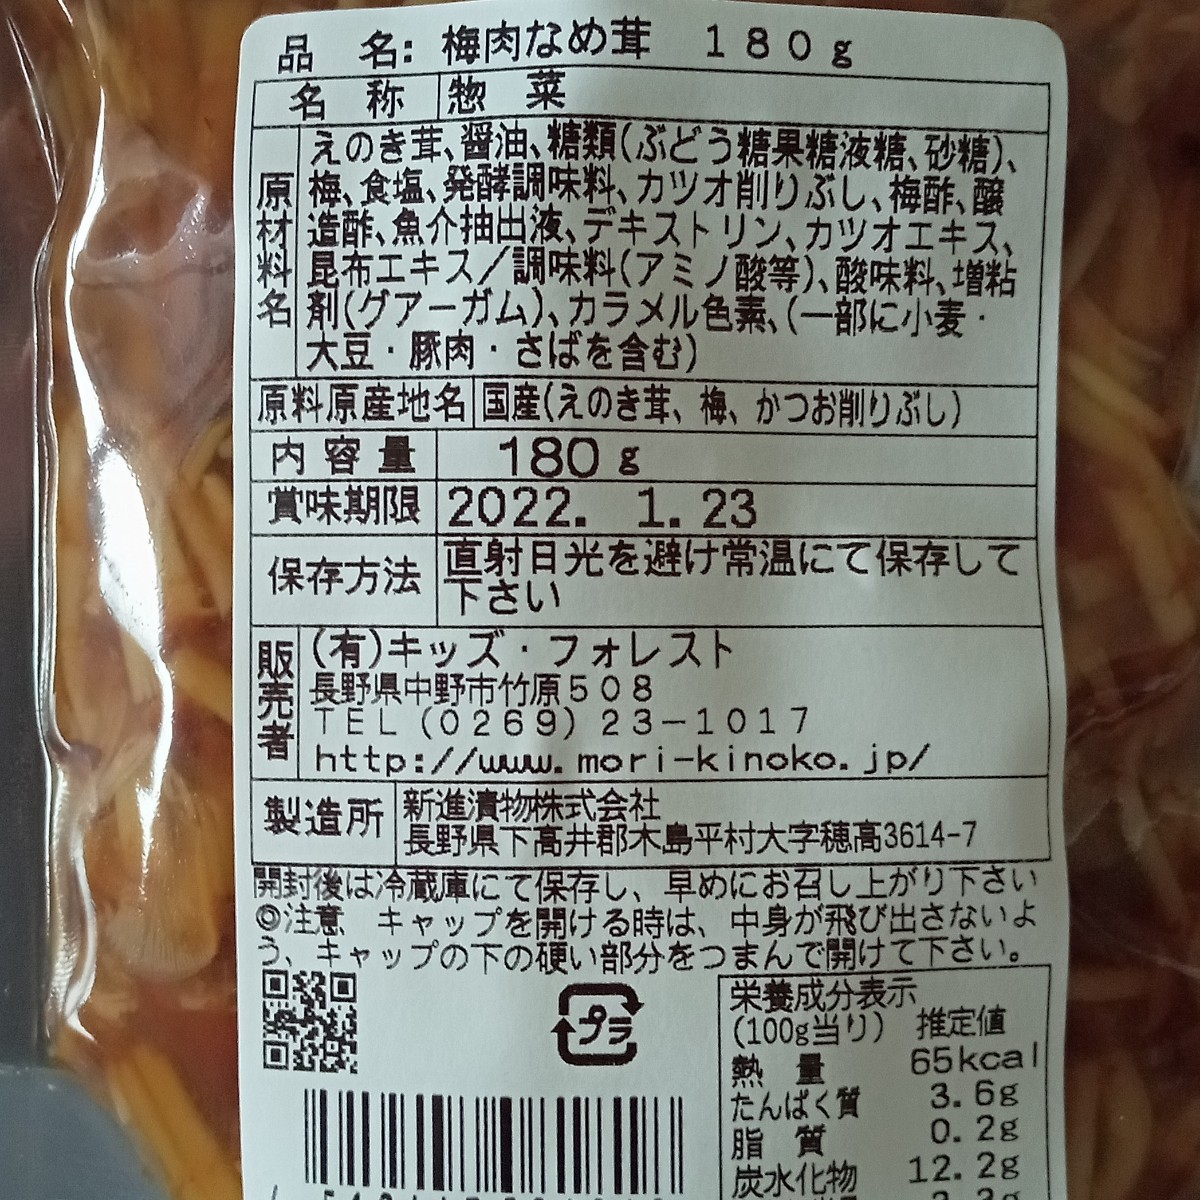 品 名: 梅肉なめ茸 180g
名 称 惣 菜
原材料名 えのき茸、醤油、糖類(ぶどう糖果糖液糖、砂糖)、
梅、食塩、発酵調味料、カツオ削りぶし、梅酢、醸
造酢、魚介抽出液、デキストリン、カツオエキス、
昆布エキス/調味料(アミノ酸等)、酸味料、増粘
剤(グアーガム)、カラメル色素、(一部に小麦・
大豆・豚肉・さばを含む)
原料原産地名 国産(えのき茸、梅、かつお削りぶし)
内容量 180g
賞味期限 2022. 1. 23
保存方法 直射日光を避け常温にて保存して
下さい
販売者 (有)キッズ・フォレスト
長野県中野市竹原508
TEL (0269) 23-1017
http://www.mori-kinoko.jp/
製造所 新進漬物株式会社
長野県下高井郡木島平村大字穂高3614-7
開封後は冷蔵庫にて保存し、早めにお召し上がり下さい
◎注意 キャップを開ける時は、中身が飛び出さないよ
う、キャップの下の硬い部分をつまんで開けて下さい。
プラ
栄養成分表示
(100g当り) 推定値
熱 量 65kcal
たんぱく質 3.6g
脂 質 0.2g
炭水化物 12.2g